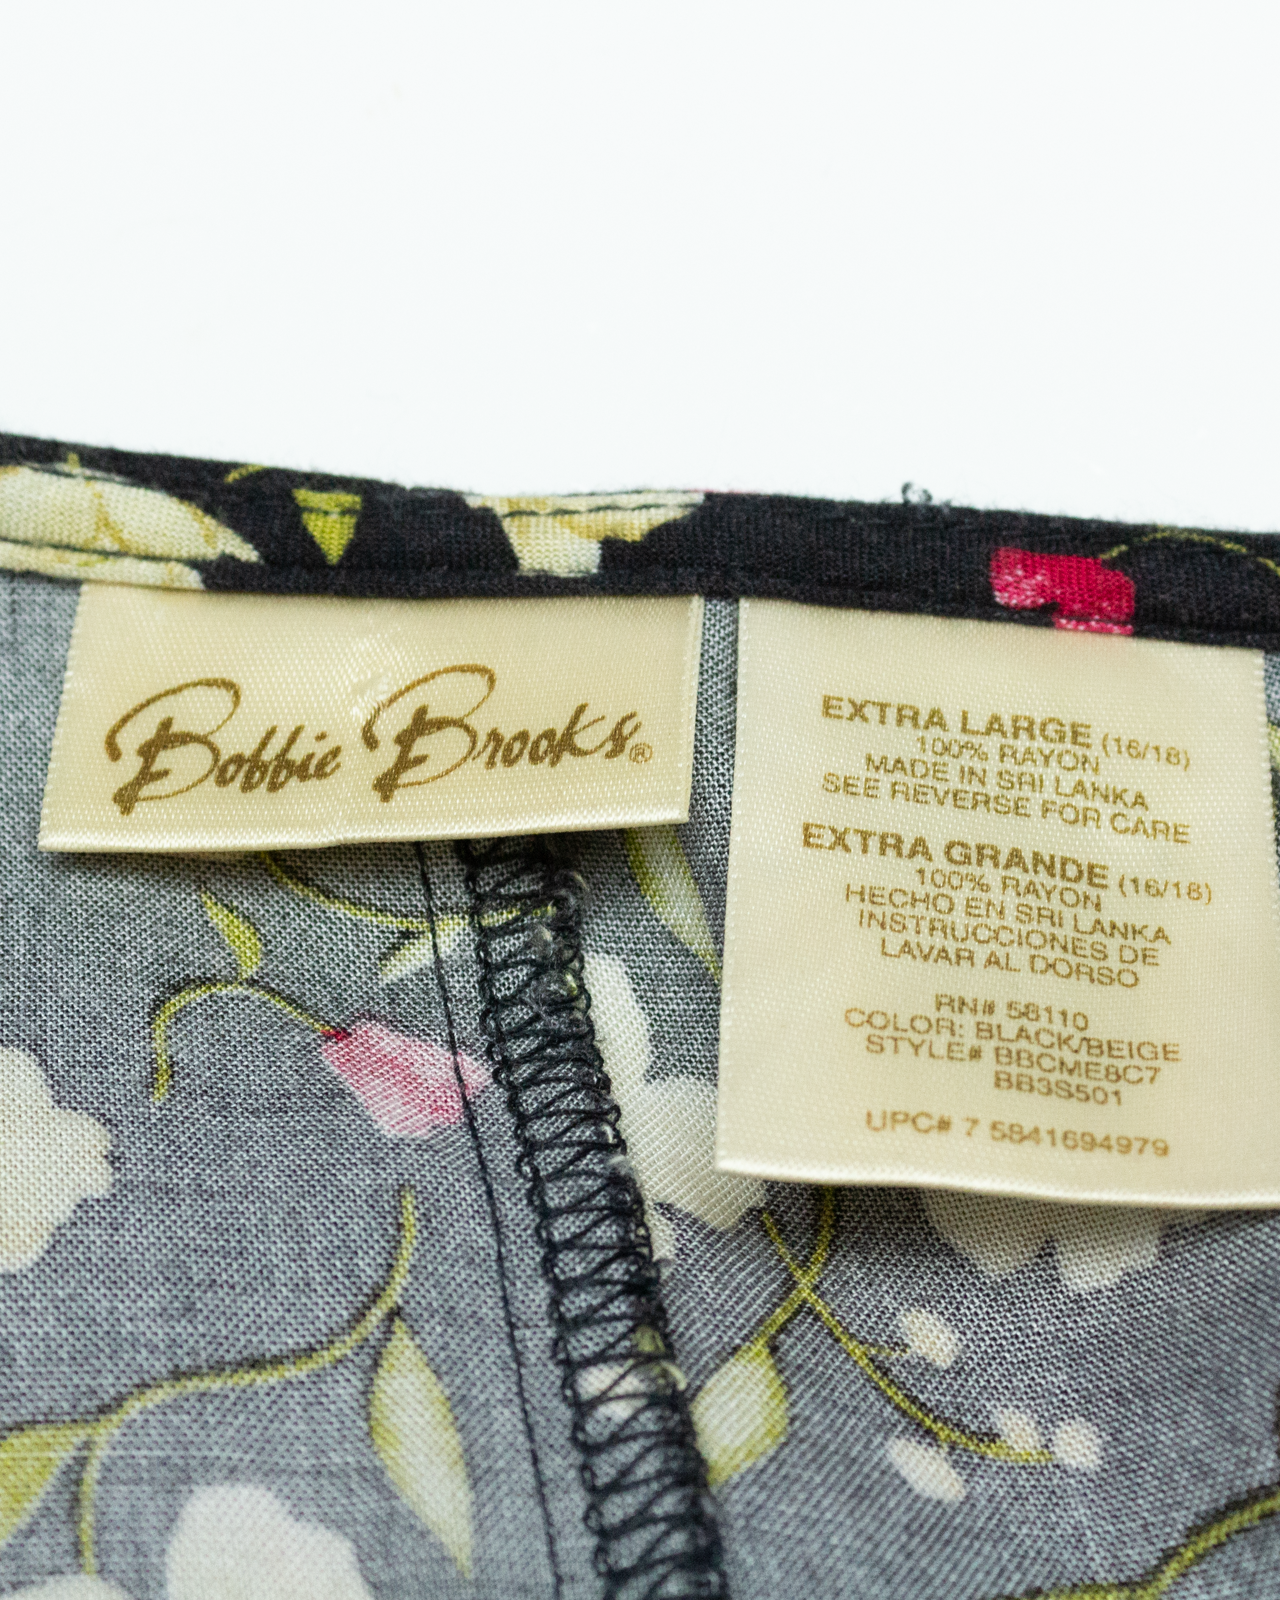 Bobbie Brooks®
EXTRA LARGE (16/18)
100% RAYON
MADE IN SRI LANKA
SEE REVERSE FOR CARE
EXTRA GRANDE (16/18)
100% RAYON
HECHO EN SRI LANKA
INSTRUCCIONES DE
LAVAR AL DORSO
RN# 58110
COLOR: BLACK/BEIGE
STYLE# BBCME8C7
BB3S501
UPC# 7 5841694979